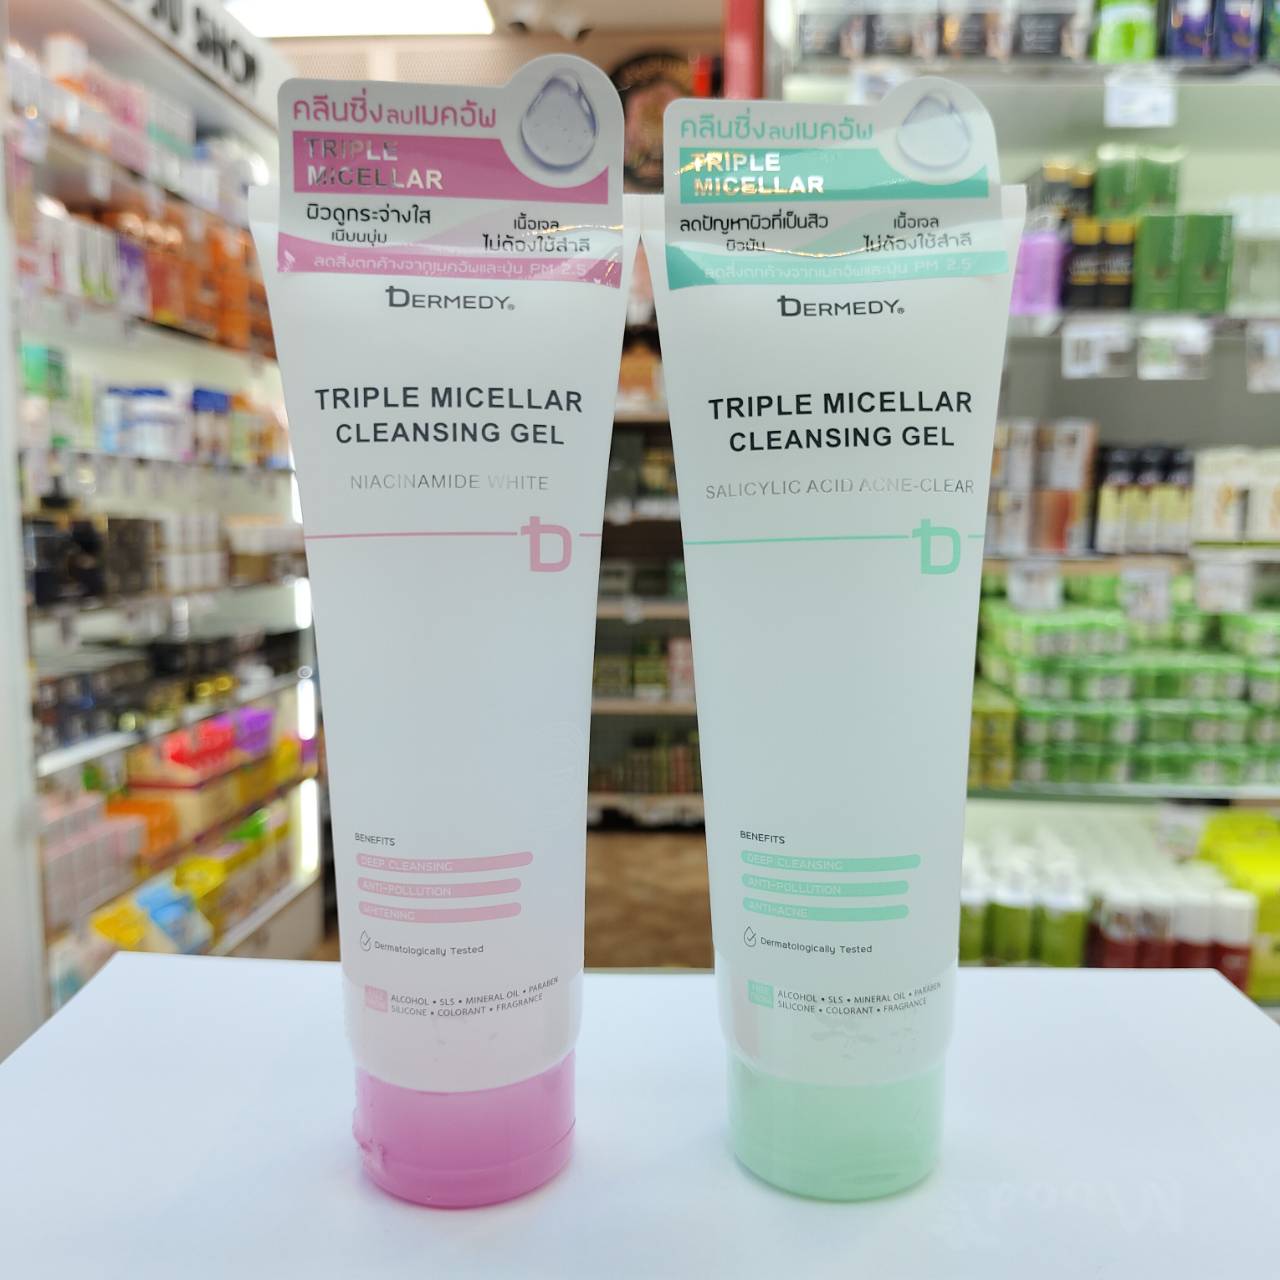 SU SHOP
คลีนซิ่งลบเมคอัพ
TRIPLE
MICELLAR
ผิวดูกระจ่างใส
เนียนนุ่ม
เนื้อเจล
ไม่ต้องใช้สำลี
ลดสิ่งตกค้างจากเมคอัพและฝุ่น PM 2.5
DERMEDY®
TRIPLE MICELLAR
CLEANSING GEL
NIACINAMIDE WHITE
D
BENEFITS
DEEP CLEANSING
ANTI-POLLUTION
WHITENING
Dermatologically Tested
ALCOHOL • SLS • MINERAL OIL • PARABEN
SILICONE • COLORANT • FRAGRANCE
คลีนซิ่งลบเมคอัพ
TRIPLE
MICELLAR
ลดปัญหาผิวที่เป็นสิว
ผิวมัน
เนื้อเจล
ไม่ต้องใช้สำลี
ลดสิ่งตกค้างจากเมคอัพและฝุ่น PM 2.5
DERMEDY®
TRIPLE MICELLAR
CLEANSING GEL
SALICYLIC ACID ACNE-CLEAR
D
BENEFITS
DEEP CLEANSING
ANTI-POLLUTION
ANTI-ACNE
Dermatologically Tested
FREE
FROM
ALCOHOL • SLS • MINERAL OIL • PARABEN
SILICONE • COLORANT • FRAGRANCE